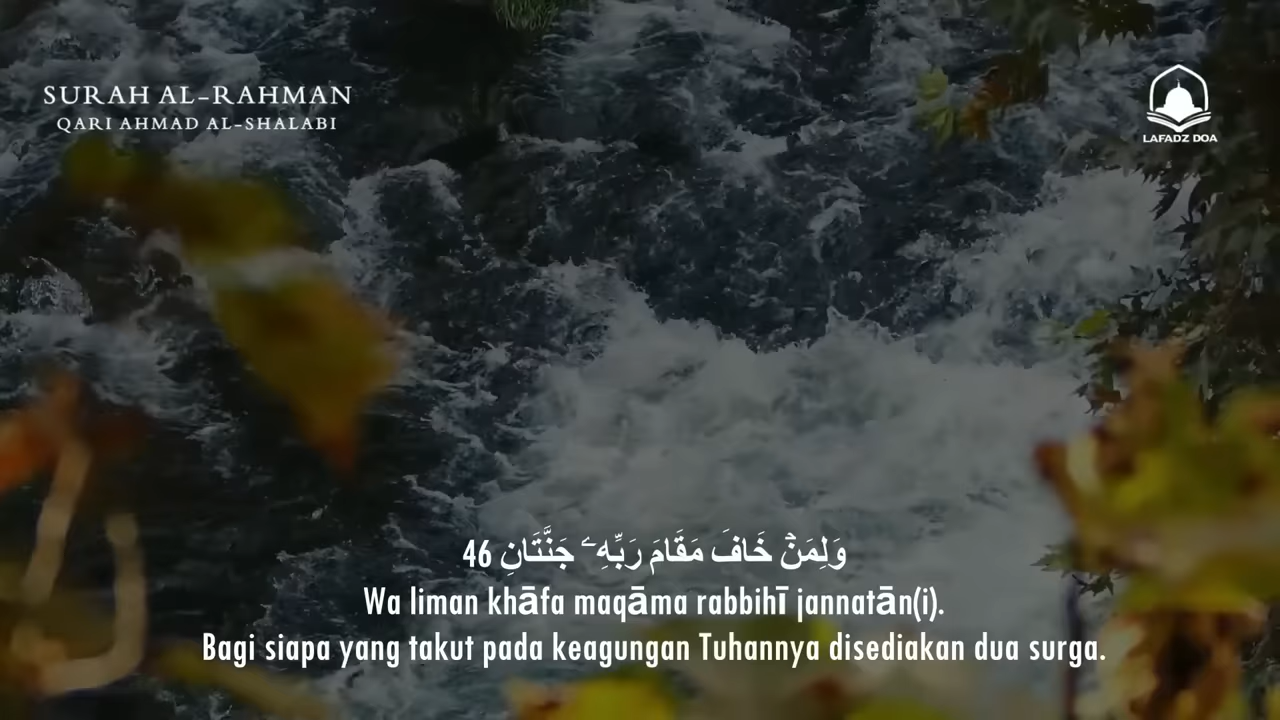 SURAH AL-RAHMAN
QARI AHMAD AL-SHALABI
LAFADZ DOA
وَلِمَنْ خَافَ مَقَامَ رَبِّهِۦ جَنَّتَانِ 46
Wa liman khāfa maqāma rabbihī jannatān(i).
Bagi siapa yang takut pada keagungan Tuhannya disediakan dua surga.